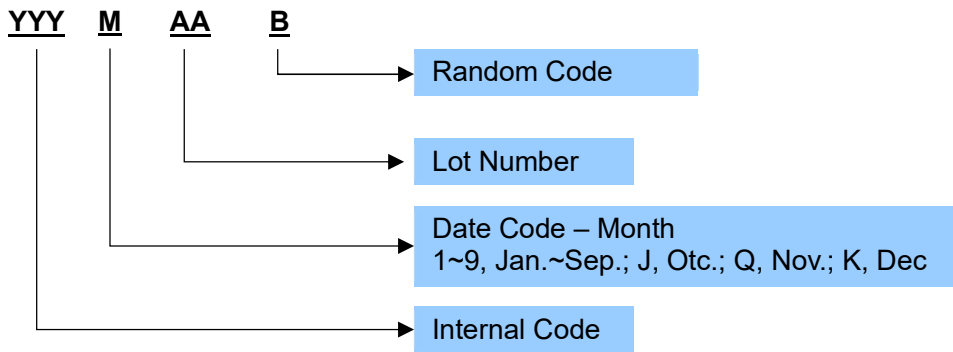 YYY M AA B
Random Code
Lot Number
Date Code – Month
1~9, Jan.~Sep.; J, Otc.; Q, Nov.; K, Dec
Internal Code